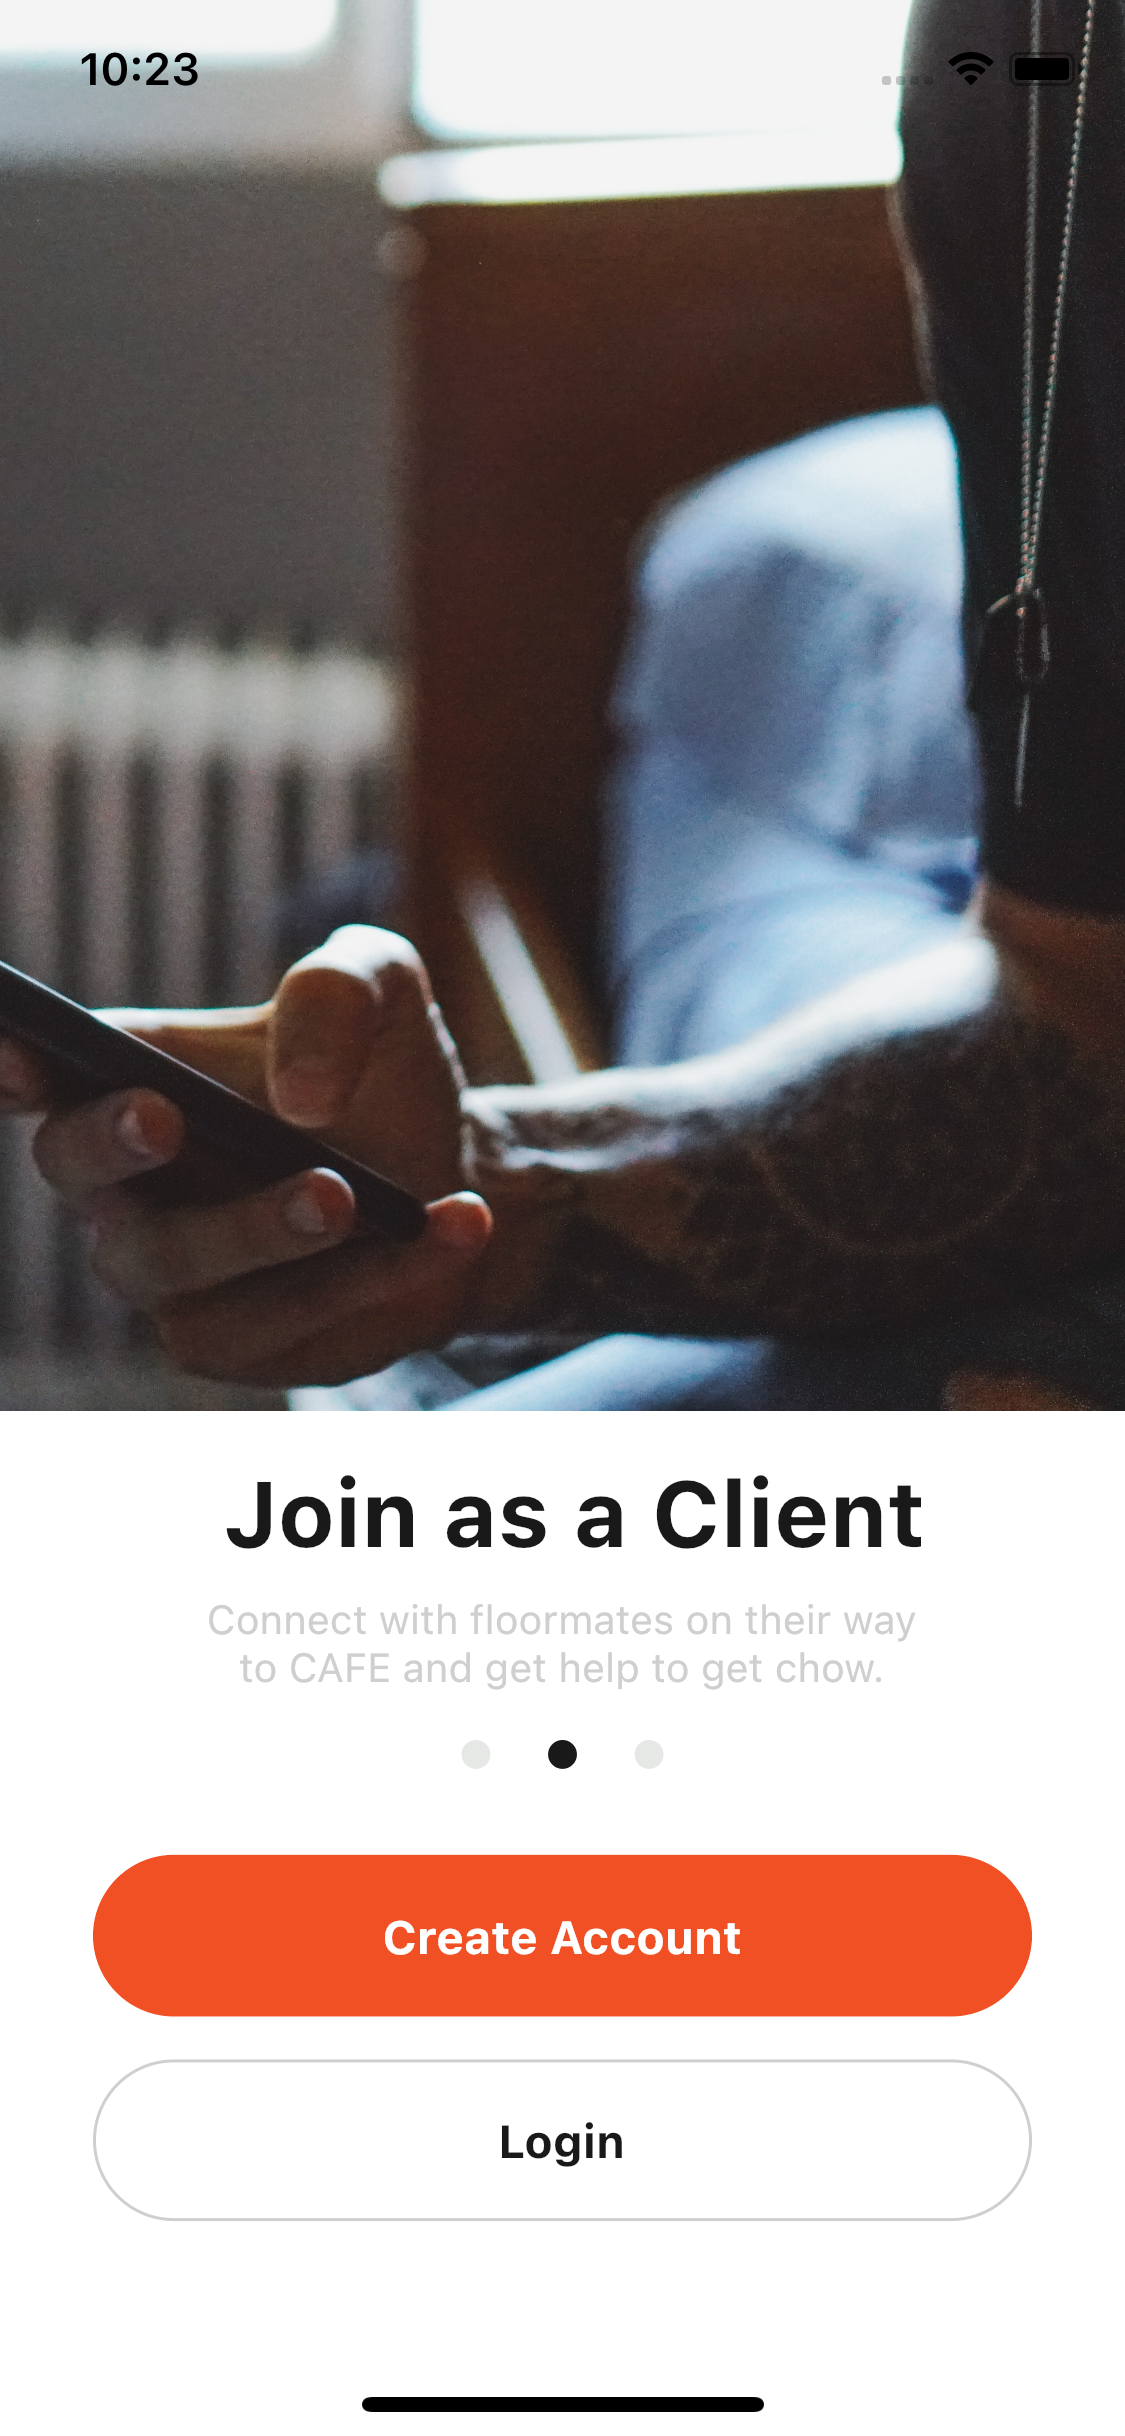 10:23
Join as a Client
Connect with floormates on their way
to CAFE and get help to get chow.
Create Account
Login